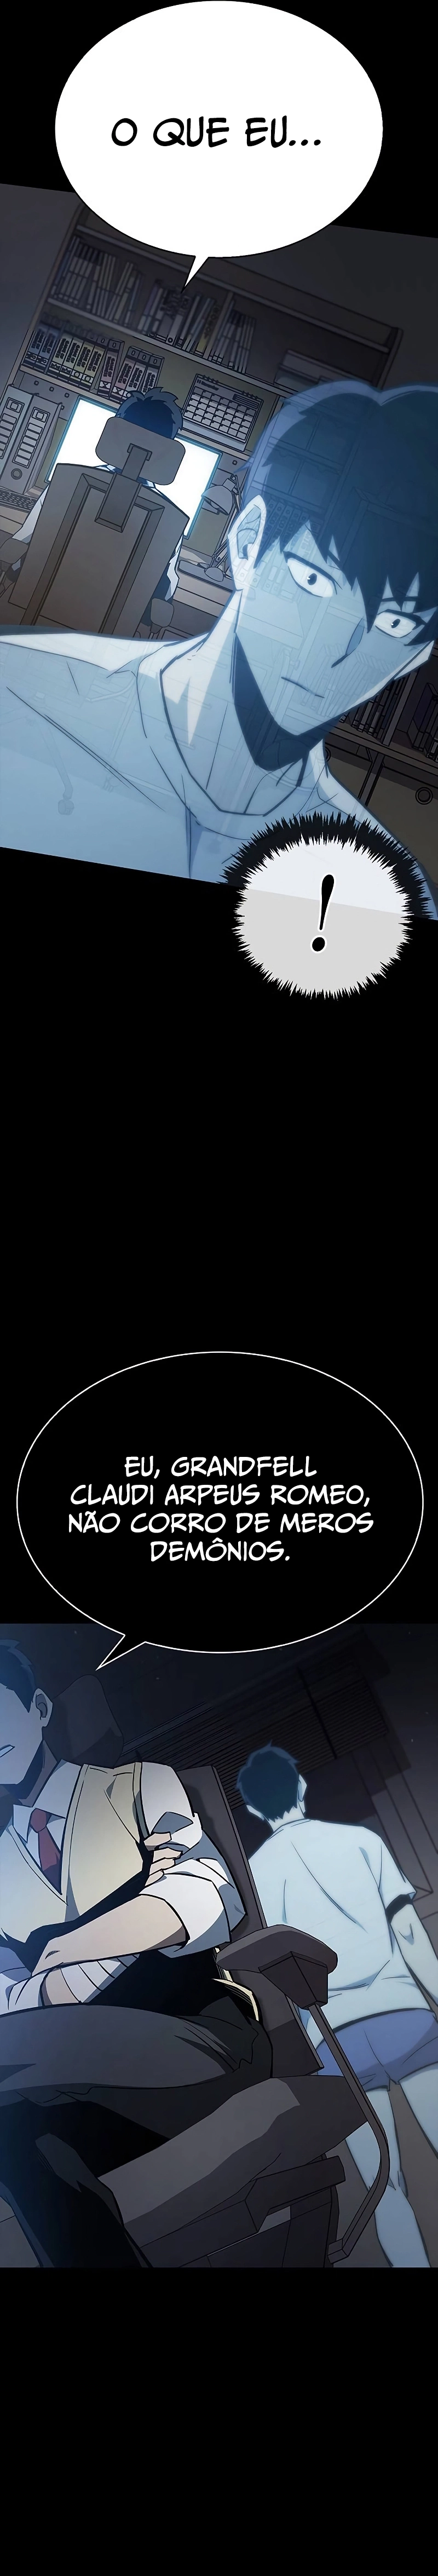 O QUE EU...
!
EU, GRANDFELL
CLAUDI ARPEUS ROMEO,
NÃO CORRO DE MEROS
DEMÔNIOS.